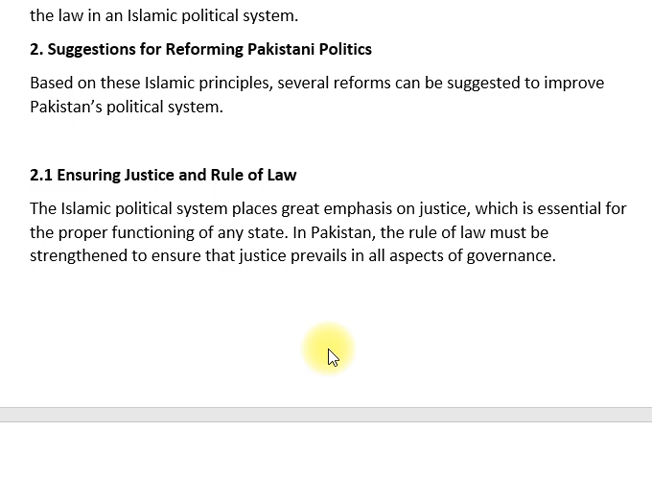 the law in an Islamic political system.
2. Suggestions for Reforming Pakistani Politics
Based on these Islamic principles, several reforms can be suggested to improve
Pakistan’s political system.
2.1 Ensuring Justice and Rule of Law
The Islamic political system places great emphasis on justice, which is essential for
the proper functioning of any state. In Pakistan, the rule of law must be
strengthened to ensure that justice prevails in all aspects of governance.